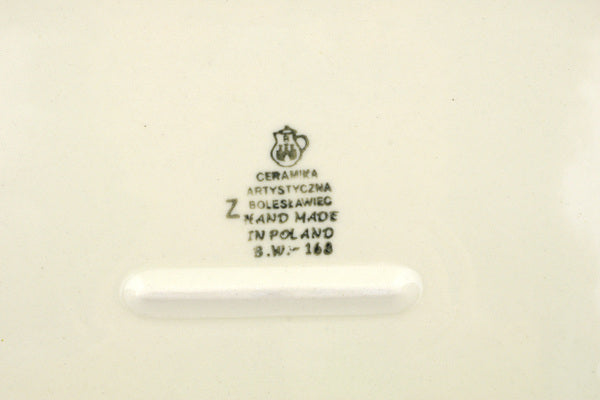 CERAMIKA
ARTYSTYCZNA
BOLESŁAWIEC
Z
HAND MADE
IN POLAND
B.W.- 168